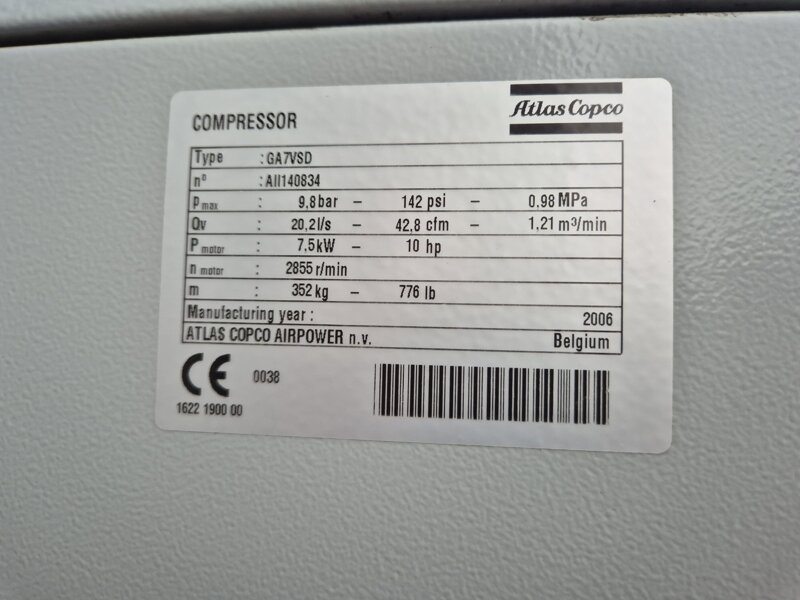 COMPRESSOR
Atlas Copco
Type : GA7VSD
n° : AII140834
pmax : 9,8 bar – 142 psi – 0,98 MPa
Qv : 20,2 l/s – 42,8 cfm – 1,21 m³/min
P motor : 7,5 kW – 10 hp
n motor : 2855 r/min
m : 352 kg – 776 lb
Manufacturing year : 2006
ATLAS COPCO AIRPOWER n.v. Belgium
CE 0038
1622 1900 00